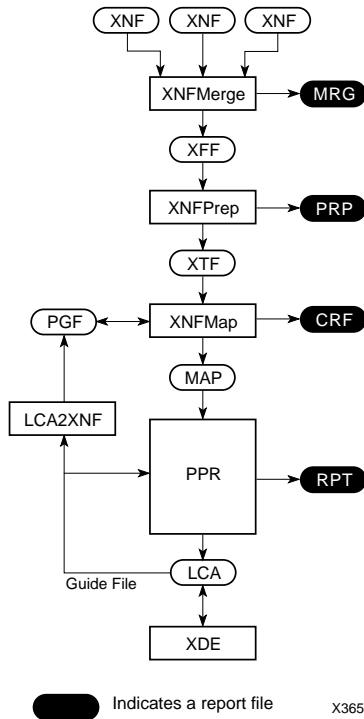 XNF XNF XNF
XNFMerge MRG
XFF
XNFPrep PRP
XTF
PGF XNFMap CRF
MAP
LCA2XNF
PPR RPT
Guide File LCA
XDE
Indicates a report file X365